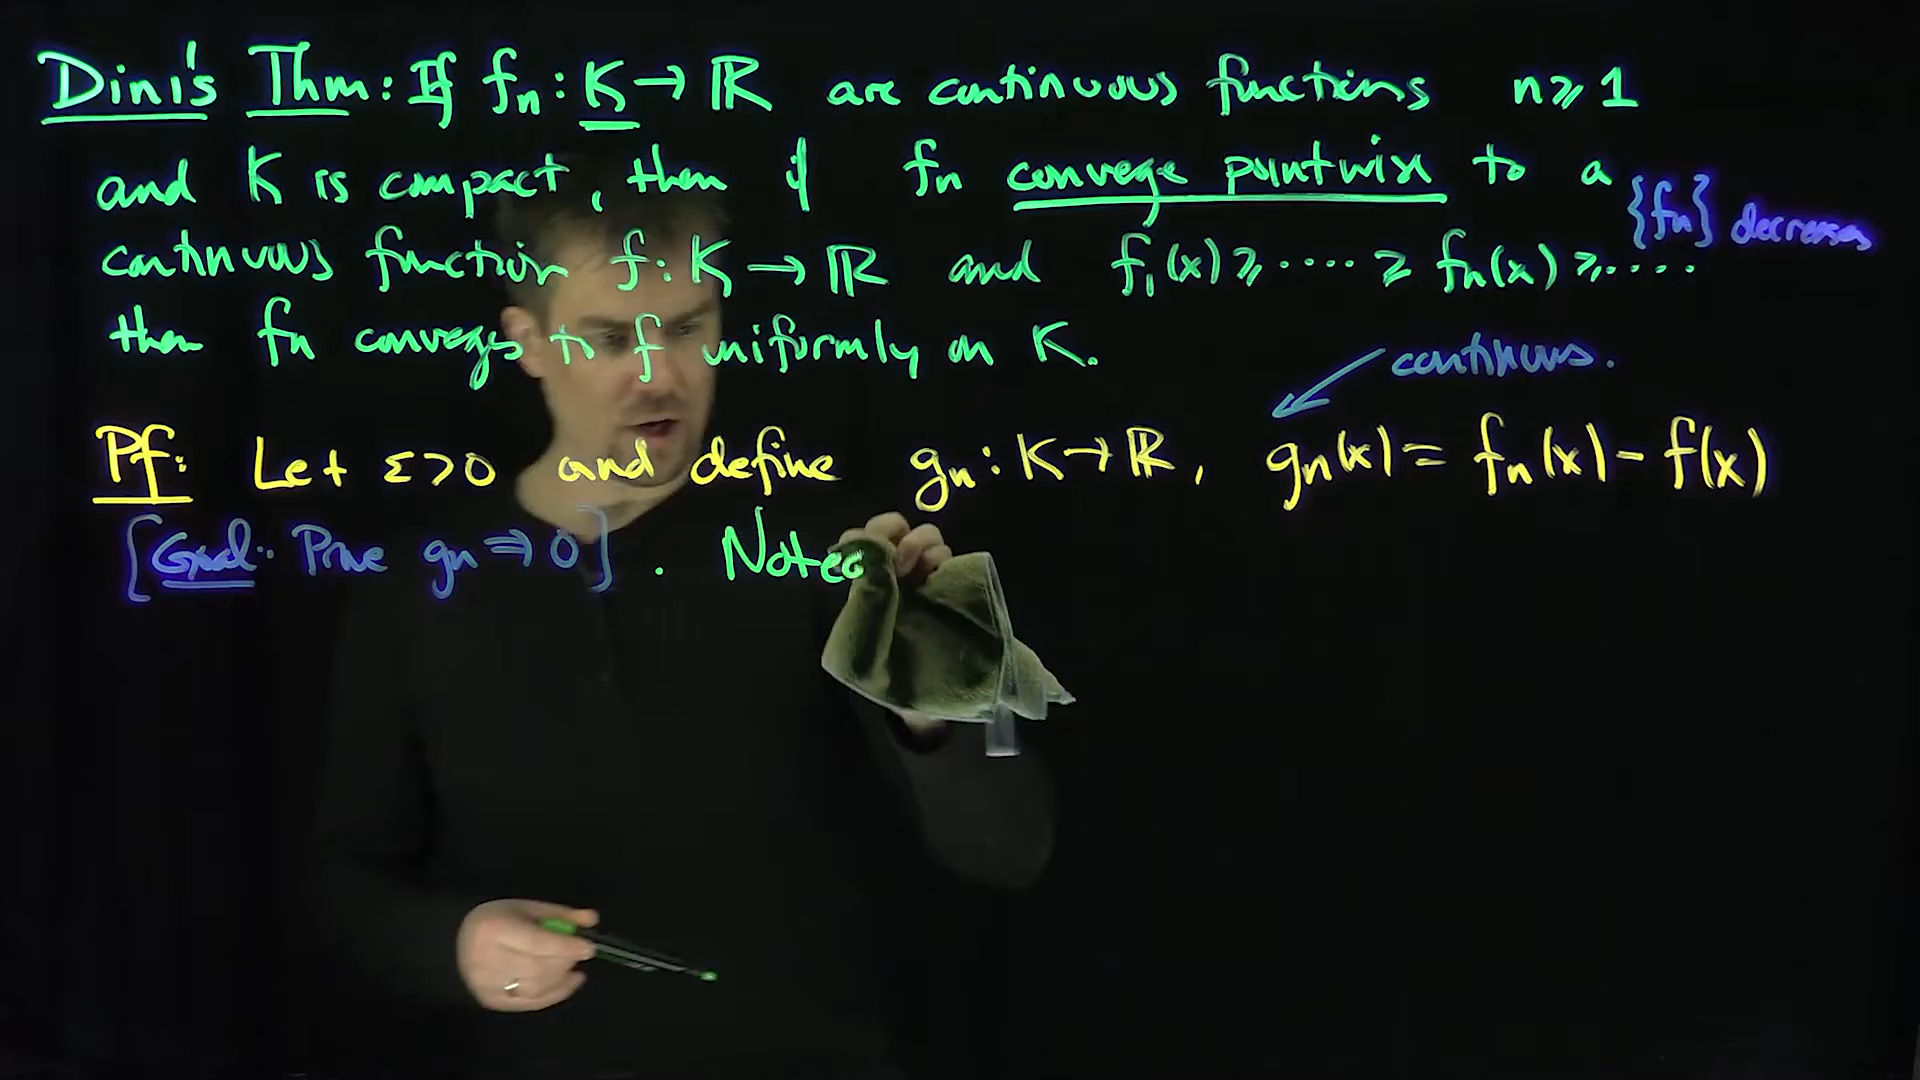 Dini's Thm: If fₙ : K → ℝ are continuous functions n ≥ 1
and K is compact, then if fₙ converge pointwise to a
{fₙ} decreases
continuous function f : K → ℝ and f₁(x) ≥ ····· ≥ fₙ(x) ≥ ·····
then fₙ converges to f uniformly on K.
continuous.
Pf: Let ε>0 and define gₙ : K → ℝ, gₙ(x) = fₙ(x) - f(x)
[Goal: Prove gₙ ⇒ 0]. Note